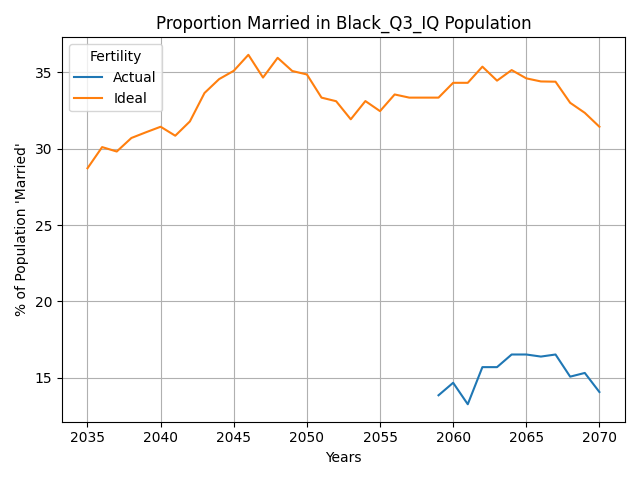 Proportion Married in Black_Q3_IQ Population
Fertility
Actual
Ideal
% of Population 'Married'
35
30
25
20
15
2035 2040 2045 2050 2055 2060 2065 2070
Years